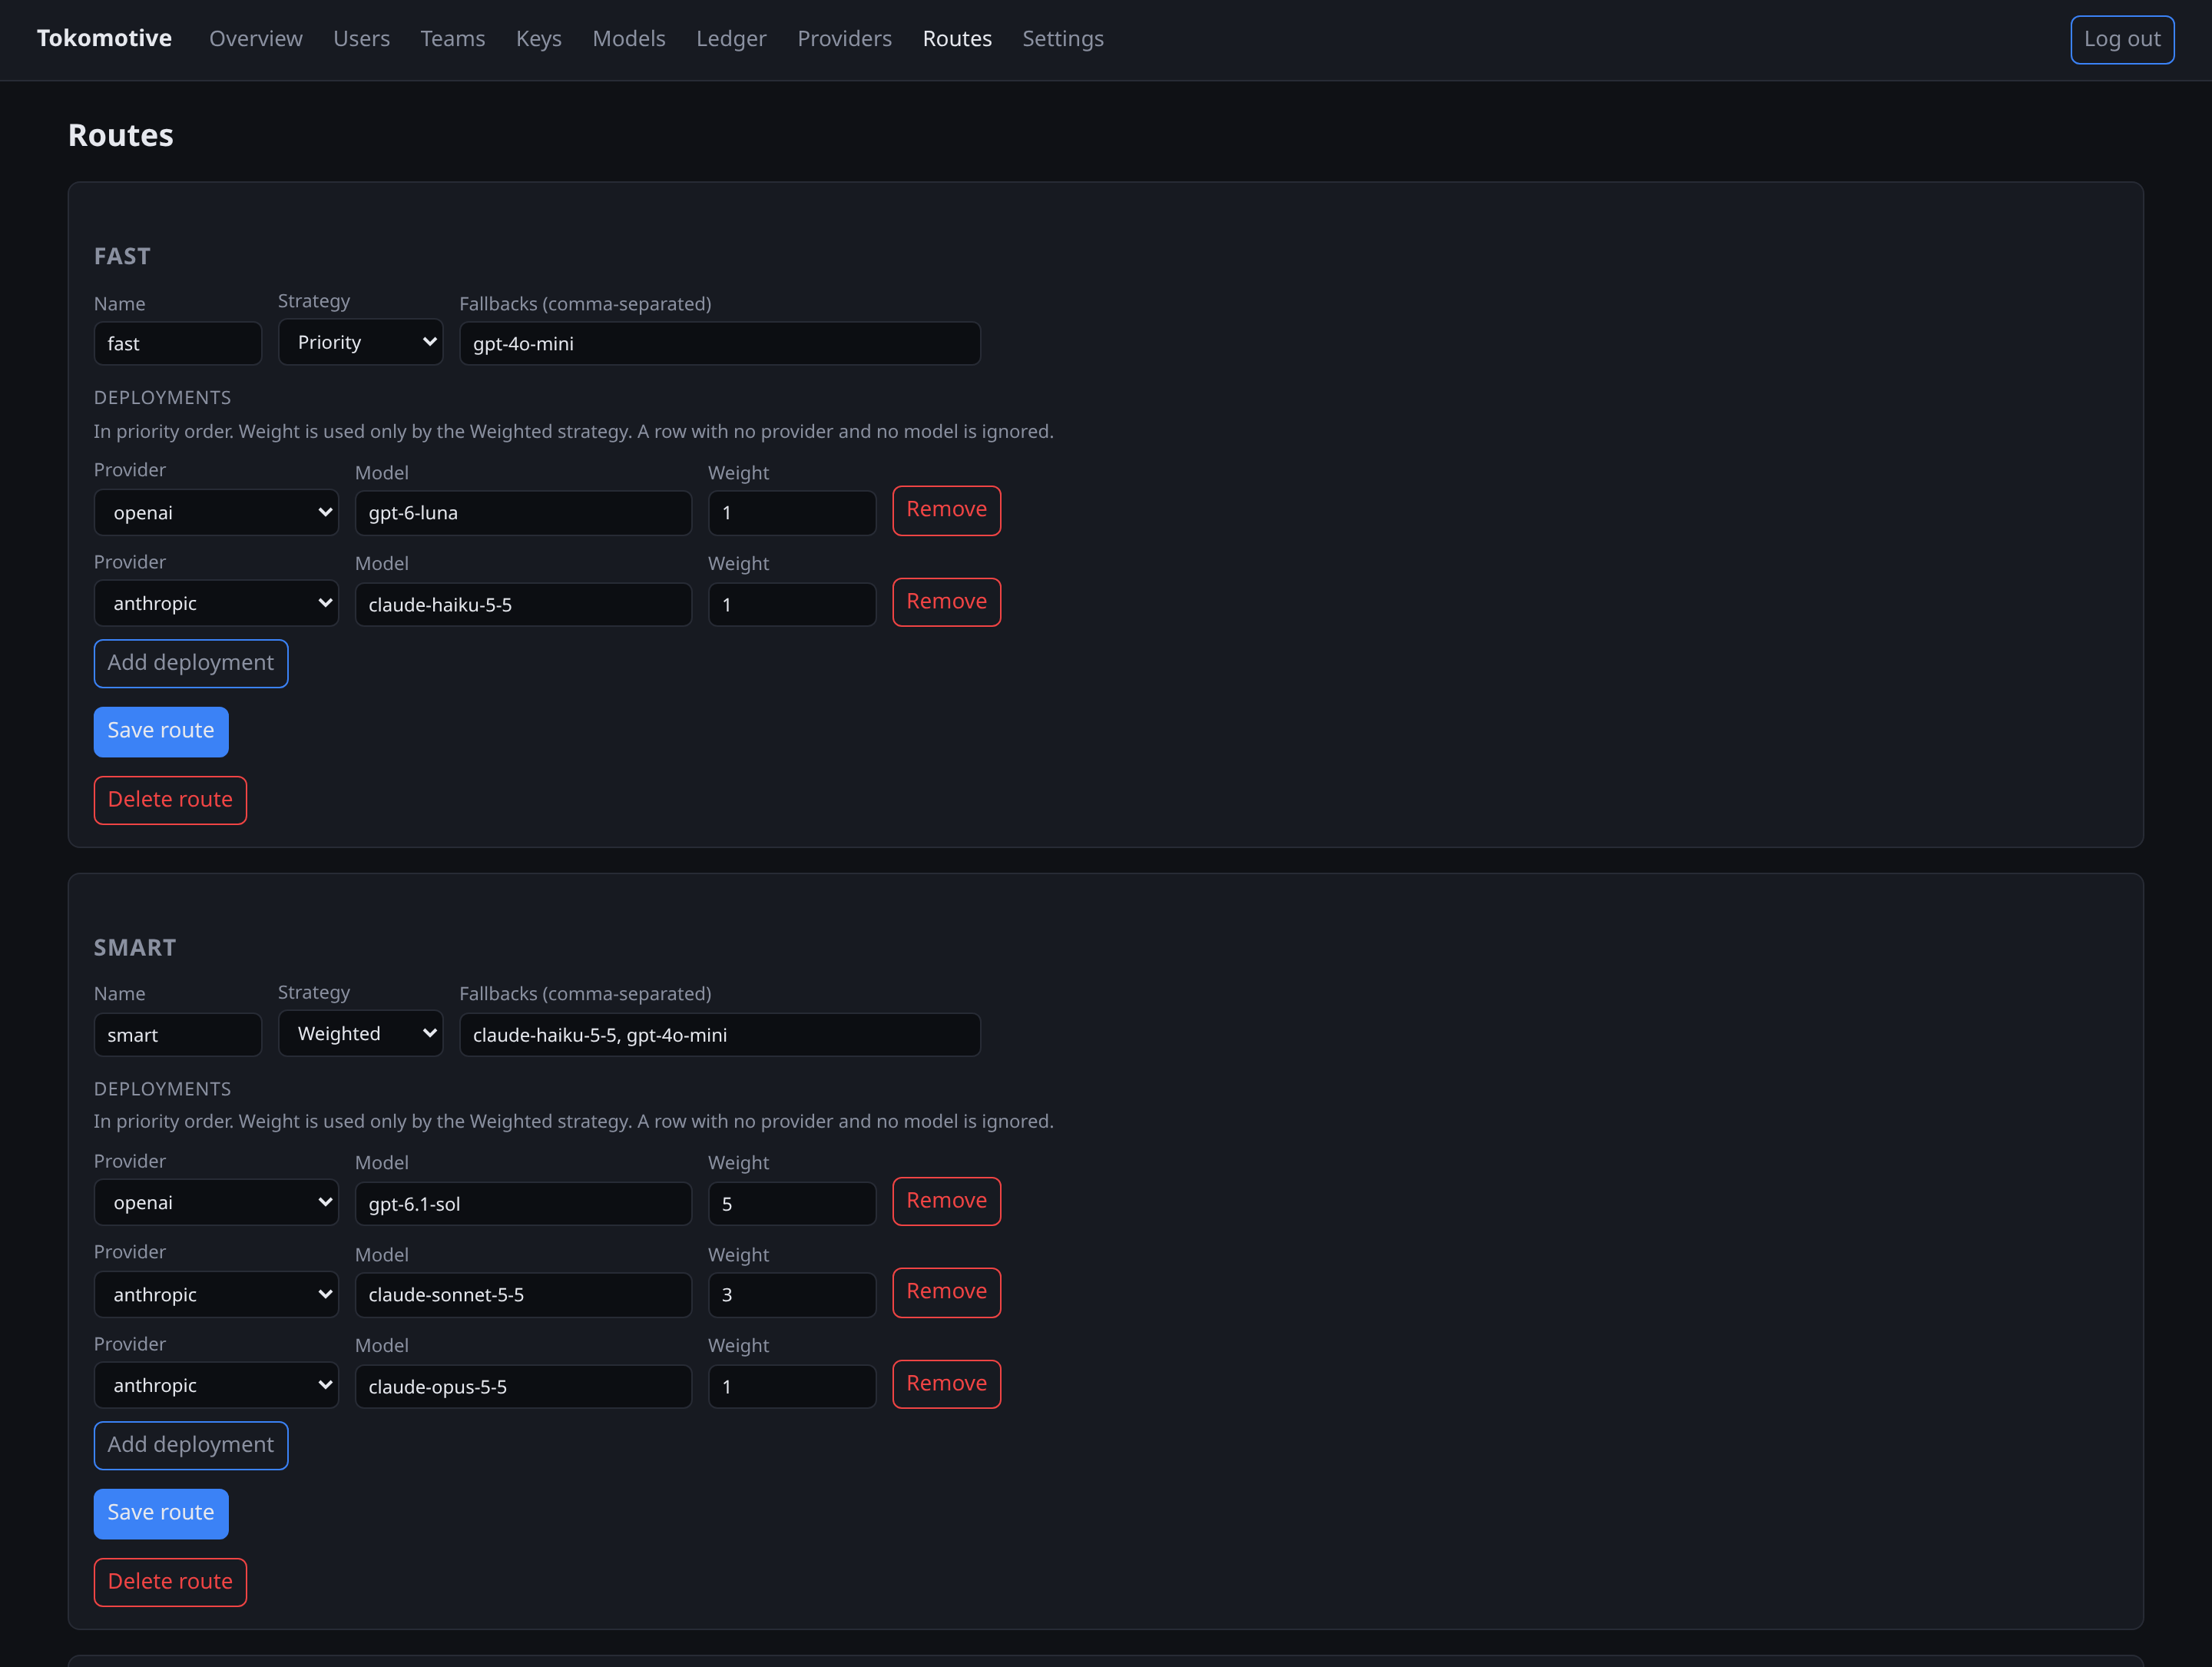 Tokomotive Overview Users Teams Keys Models Ledger Providers Routes Settings Log out
Routes
FAST
Name Strategy Fallbacks (comma-separated)
fast Priority gpt-4o-mini
DEPLOYMENTS
In priority order. Weight is used only by the Weighted strategy. A row with no provider and no model is ignored.
Provider Model Weight
openai gpt-6-luna 1 Remove
Provider Model Weight
anthropic claude-haiku-5-5 1 Remove
Add deployment
Save route
Delete route
SMART
Name Strategy Fallbacks (comma-separated)
smart Weighted claude-haiku-5-5, gpt-4o-mini
DEPLOYMENTS
In priority order. Weight is used only by the Weighted strategy. A row with no provider and no model is ignored.
Provider Model Weight
openai gpt-6.1-sol 5 Remove
Provider Model Weight
anthropic claude-sonnet-5-5 3 Remove
Provider Model Weight
anthropic claude-opus-5-5 1 Remove
Add deployment
Save route
Delete route